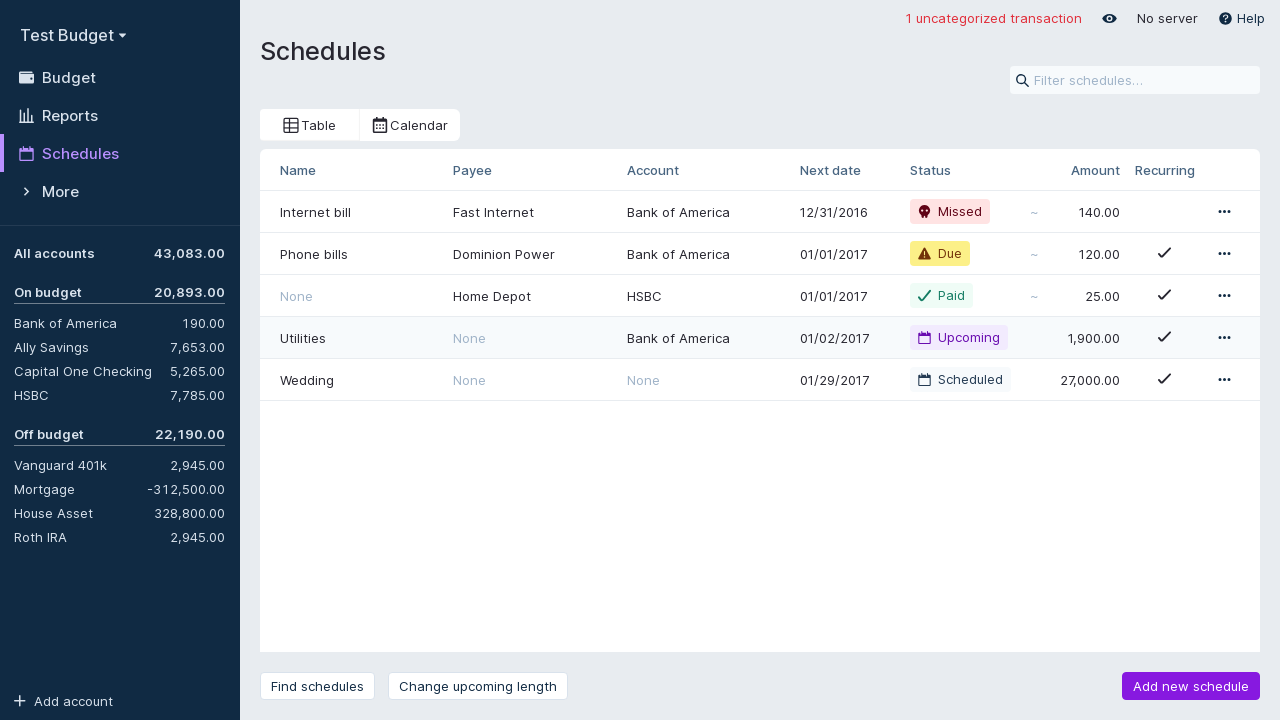 1 uncategorized transaction No server Help
Test Budget
Schedules
Budget
Filter schedules…
Reports
Table Calendar
Schedules
More
Name Payee Account Next date Status Amount Recurring
Internet bill Fast Internet Bank of America 12/31/2016 Missed ~ 140.00
Phone bills Dominion Power Bank of America 01/01/2017 Due ~ 120.00
None Home Depot HSBC 01/01/2017 Paid ~ 25.00
Utilities None Bank of America 01/02/2017 Upcoming 1,900.00
Wedding None None 01/29/2017 Scheduled 27,000.00
All accounts 43,083.00
On budget 20,893.00
Bank of America 190.00
Ally Savings 7,653.00
Capital One Checking 5,265.00
HSBC 7,785.00
Off budget 22,190.00
Vanguard 401k 2,945.00
Mortgage -312,500.00
House Asset 328,800.00
Roth IRA 2,945.00
Add account
Find schedules Change upcoming length Add new schedule